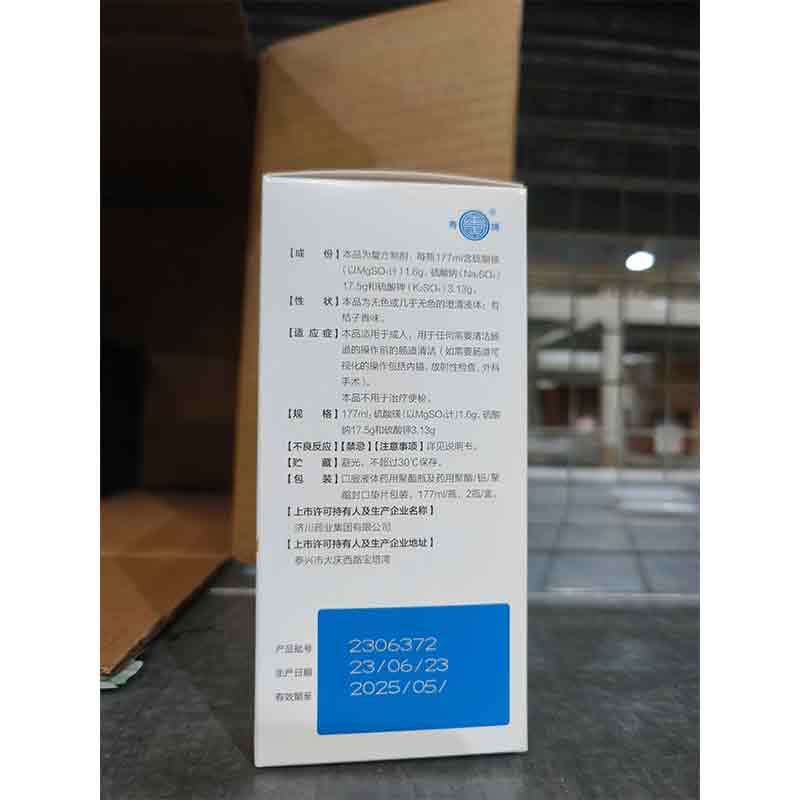 ®
【成 份】本品为复方制剂,每瓶177ml含硫酸镁
(以MgSO₄计)1.6g,硫酸钠(Na₂SO₄)
17.5g和硫酸钾(K₂SO₄)3.13g。
【性 状】本品为无色或几乎无色的澄清液体;有
桔子香味。
【适应症】本品适用于成人,用于任何需要清洁肠
道的操作前的肠道清洁(如需要肠道可
视化的操作包括内镜、放射性检查、外科
手术)。
本品不用于治疗便秘。
【规 格】177ml:硫酸镁(以MgSO₄计)1.6g,硫酸
钠17.5g和硫酸钾3.13g
【不良反应】【禁忌】【注意事项】详见说明书。
【贮 藏】避光,不超过30℃保存。
【包 装】口服液体药用聚酯瓶及药用聚酯/铝/聚
酯封口垫片包装,177ml/瓶,2瓶/盒。
【上市许可持有人及生产企业名称】
济川药业集团有限公司
【上市许可持有人及生产企业地址】
泰兴市大庆西路宝塔湾
产品批号 2306372
生产日期 23/06/23
有效期至 2025/05/